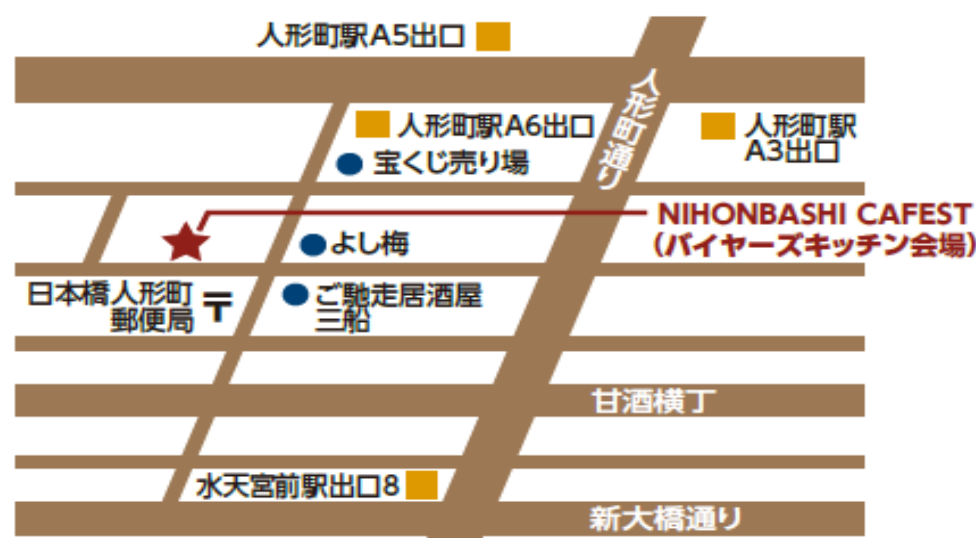 人形町駅A5出口
人形町通り
人形町駅A6出口
人形町駅
A3出口
宝くじ売り場
NIHONBASHI CAFEST
(バイヤーズキッチン会場)
よし梅
日本橋人形町
郵便局
〒
ご馳走居酒屋
三船
甘酒横丁
水天宮前駅出口8
新大橋通り